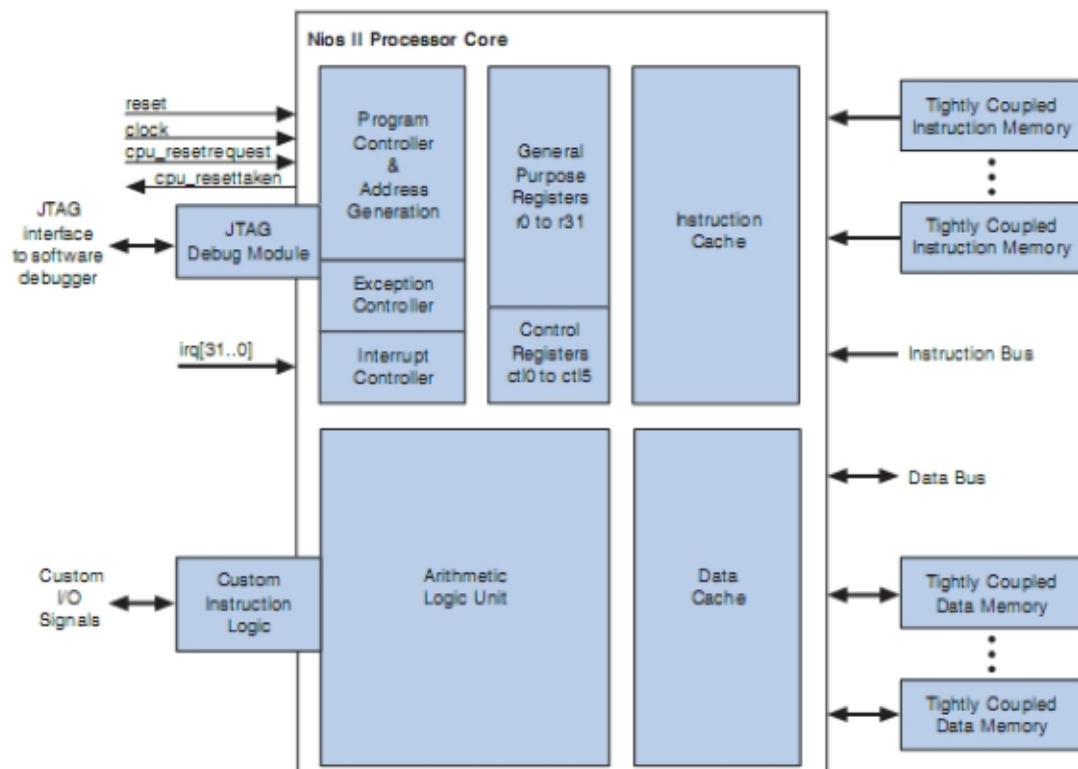 Nios II Processor Core
reset
clock
cpu_resetrequest
cpu_resettaken
JTAG
interface
to software
debugger
JTAG
Debug Module
irq[31..0]
Program
Controller
&
Address
Generation
Exception
Controller
Interrupt
Controller
General
Purpose
Registers
r0 to r31
Control
Registers
ctl0 to ctl5
Instruction
Cache
Tightly Coupled
Instruction Memory
Tightly Coupled
Instruction Memory
Instruction Bus
Data Bus
Custom
I/O
Signals
Custom
Instruction
Logic
Arithmetic
Logic Unit
Data
Cache
Tightly Coupled
Data Memory
Tightly Coupled
Data Memory